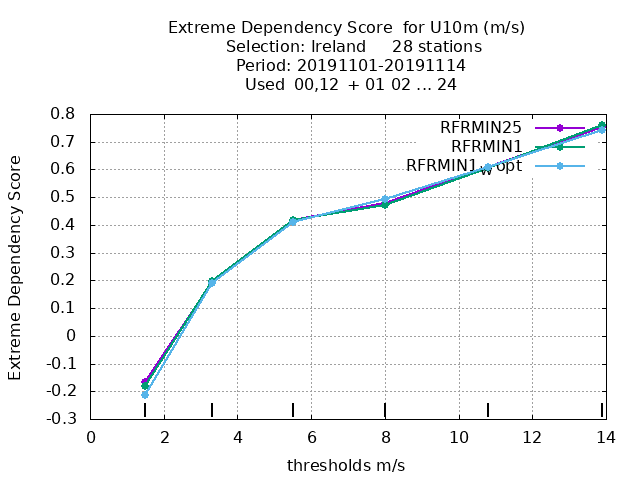 Extreme Dependency Score for U10m (m/s)
Selection: Ireland 28 stations
Period: 20191101-20191114
Used 00,12 + 01 02 ... 24
Extreme Dependency Score
0.8
0.7
0.6
0.5
0.4
0.3
0.2
0.1
0
-0.1
-0.2
-0.3
RFRMIN25
RFRMIN1
RFRMIN1_wopt
0 2 4 6 8 10 12 14
thresholds m/s